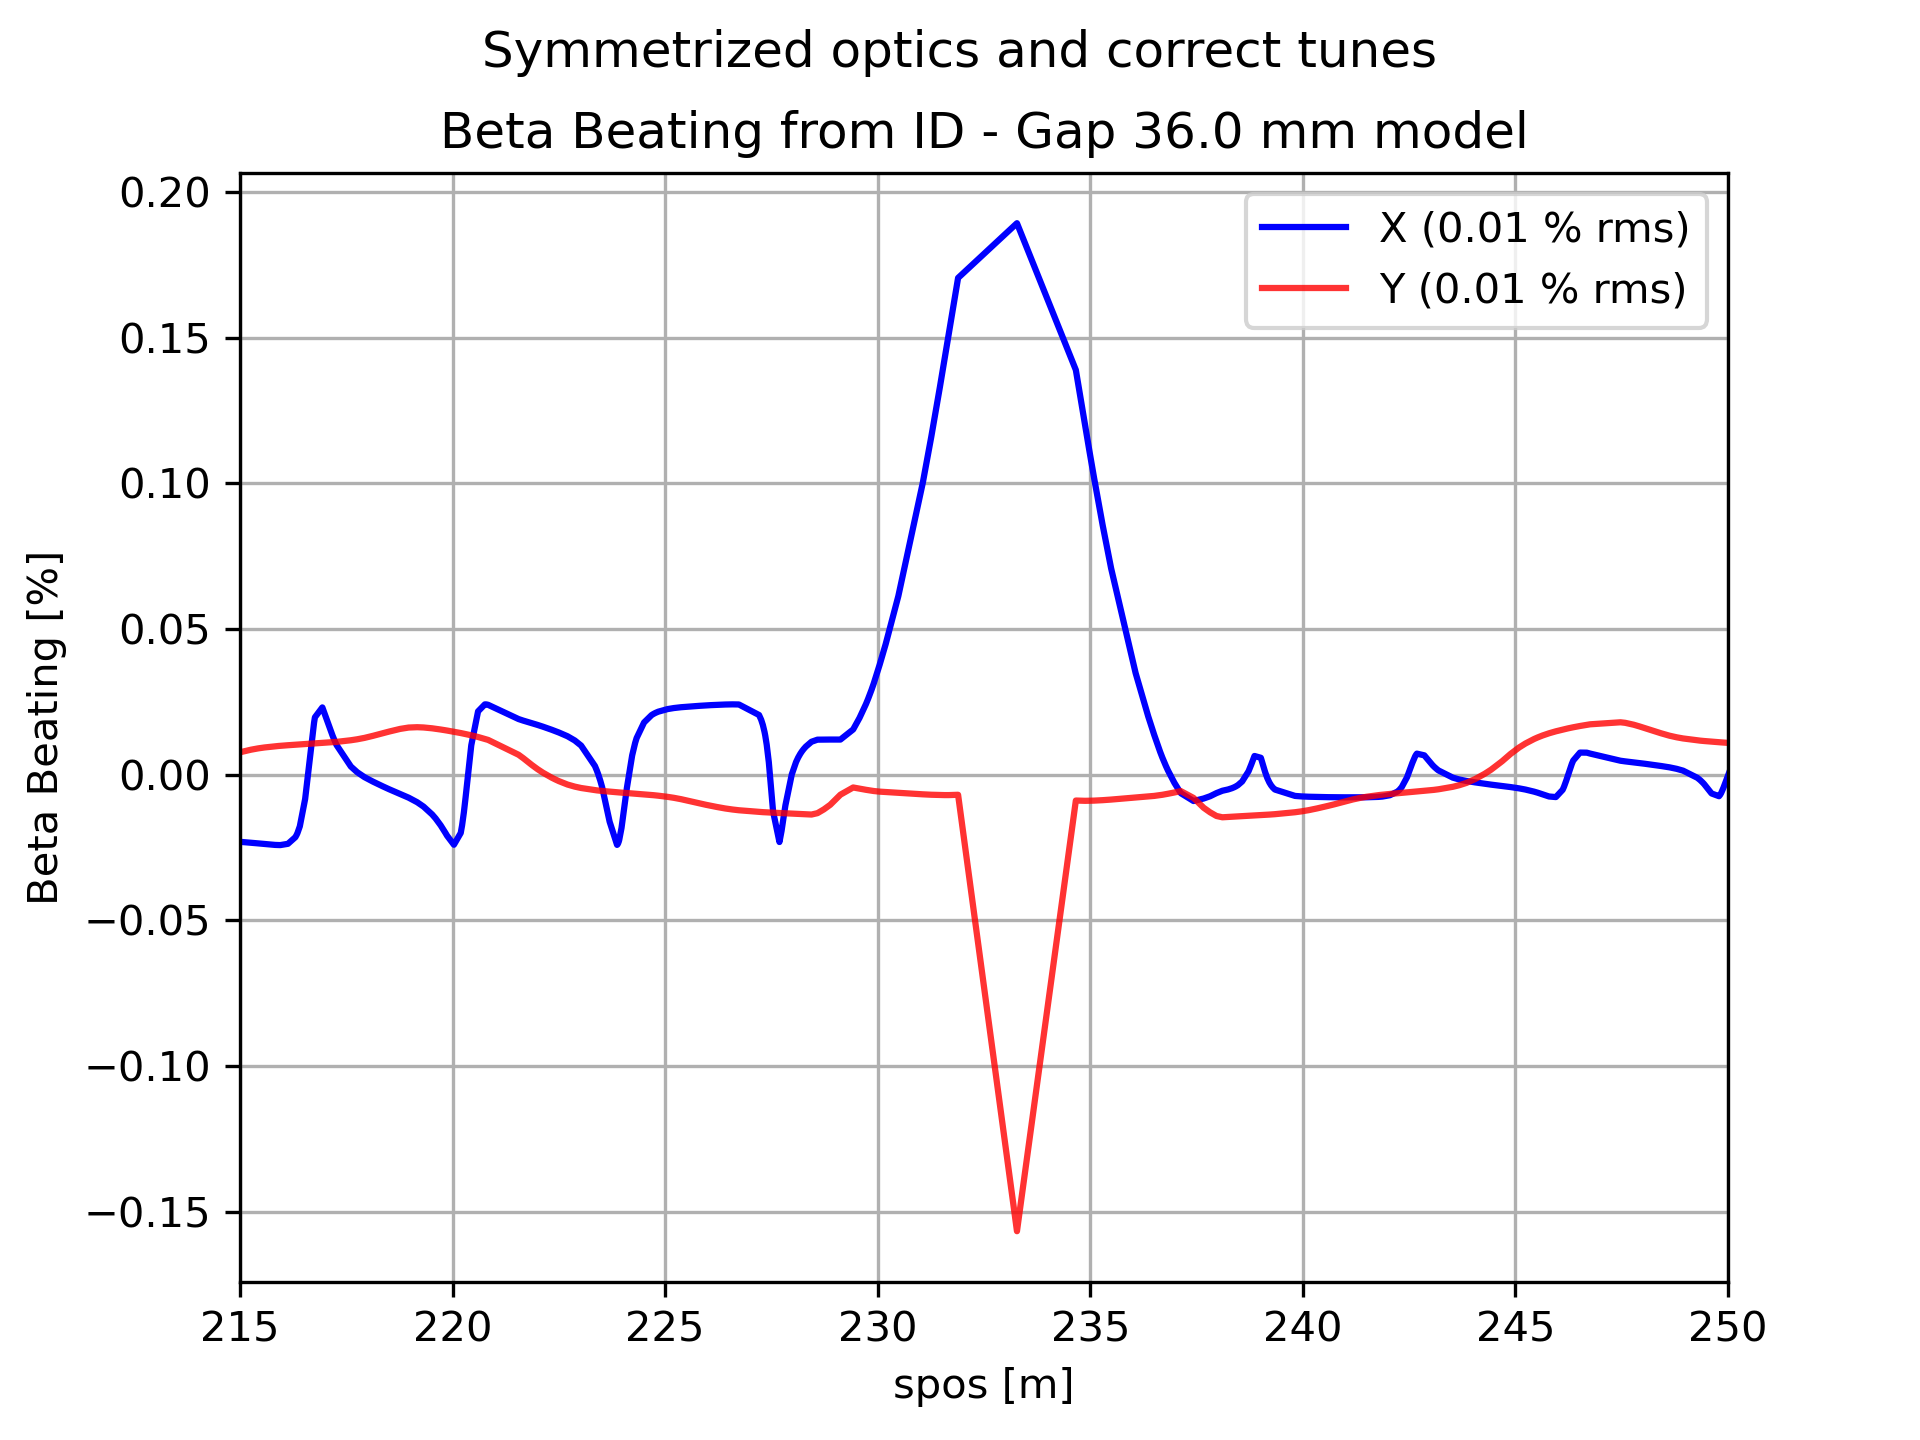 Symmetrized optics and correct tunes
Beta Beating from ID - Gap 36.0 mm model
0.20
0.15
0.10
0.05
0.00
−0.05
−0.10
−0.15
Beta Beating [%]
X (0.01 % rms)
Y (0.01 % rms)
215 220 225 230 235 240 245 250
spos [m]